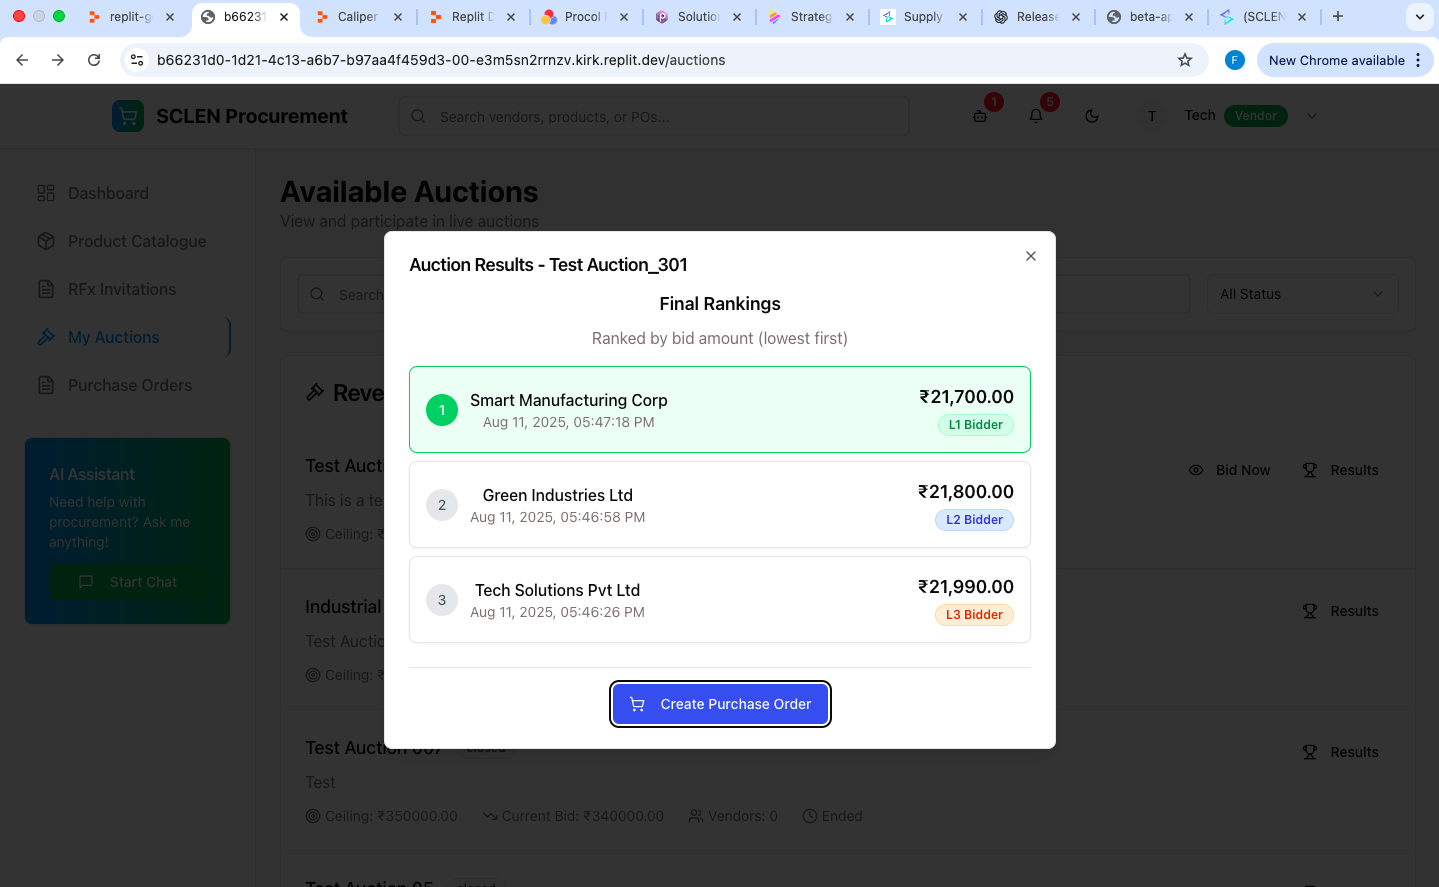 replit-g
b6623
Caliper
Replit D
Procol
Solution
Strateg
Supply
Release
beta-ap
(SCLEN
b66231d0-1d21-4c13-a6b7-b97aa4f459d3-00-e3m5sn2rrnzv.kirk.replit.dev/auctions
F
New Chrome available
SCLEN Procurement
Search vendors, products, or POs...
1
5
T
Tech
Vendor
Dashboard
Product Catalogue
RFx Invitations
My Auctions
Purchase Orders
AI Assistant
Need help with
procurement? Ask me
anything!
Start Chat
Available Auctions
View and participate in live auctions
Search
All Status
Reve
Test Auct
Bid Now
Results
This is a te
Ceiling: ₹
Industrial
Results
Test Auctio
Ceiling: ₹
Test Auction 007
closed
Results
Test
Ceiling: ₹350000.00
Current Bid: ₹340000.00
Vendors: 0
Ended
Test Auction 05
closed
Auction Results - Test Auction_301
Final Rankings
Ranked by bid amount (lowest first)
1
Smart Manufacturing Corp
Aug 11, 2025, 05:47:18 PM
₹21,700.00
L1 Bidder
2
Green Industries Ltd
Aug 11, 2025, 05:46:58 PM
₹21,800.00
L2 Bidder
3
Tech Solutions Pvt Ltd
Aug 11, 2025, 05:46:26 PM
₹21,990.00
L3 Bidder
Create Purchase Order